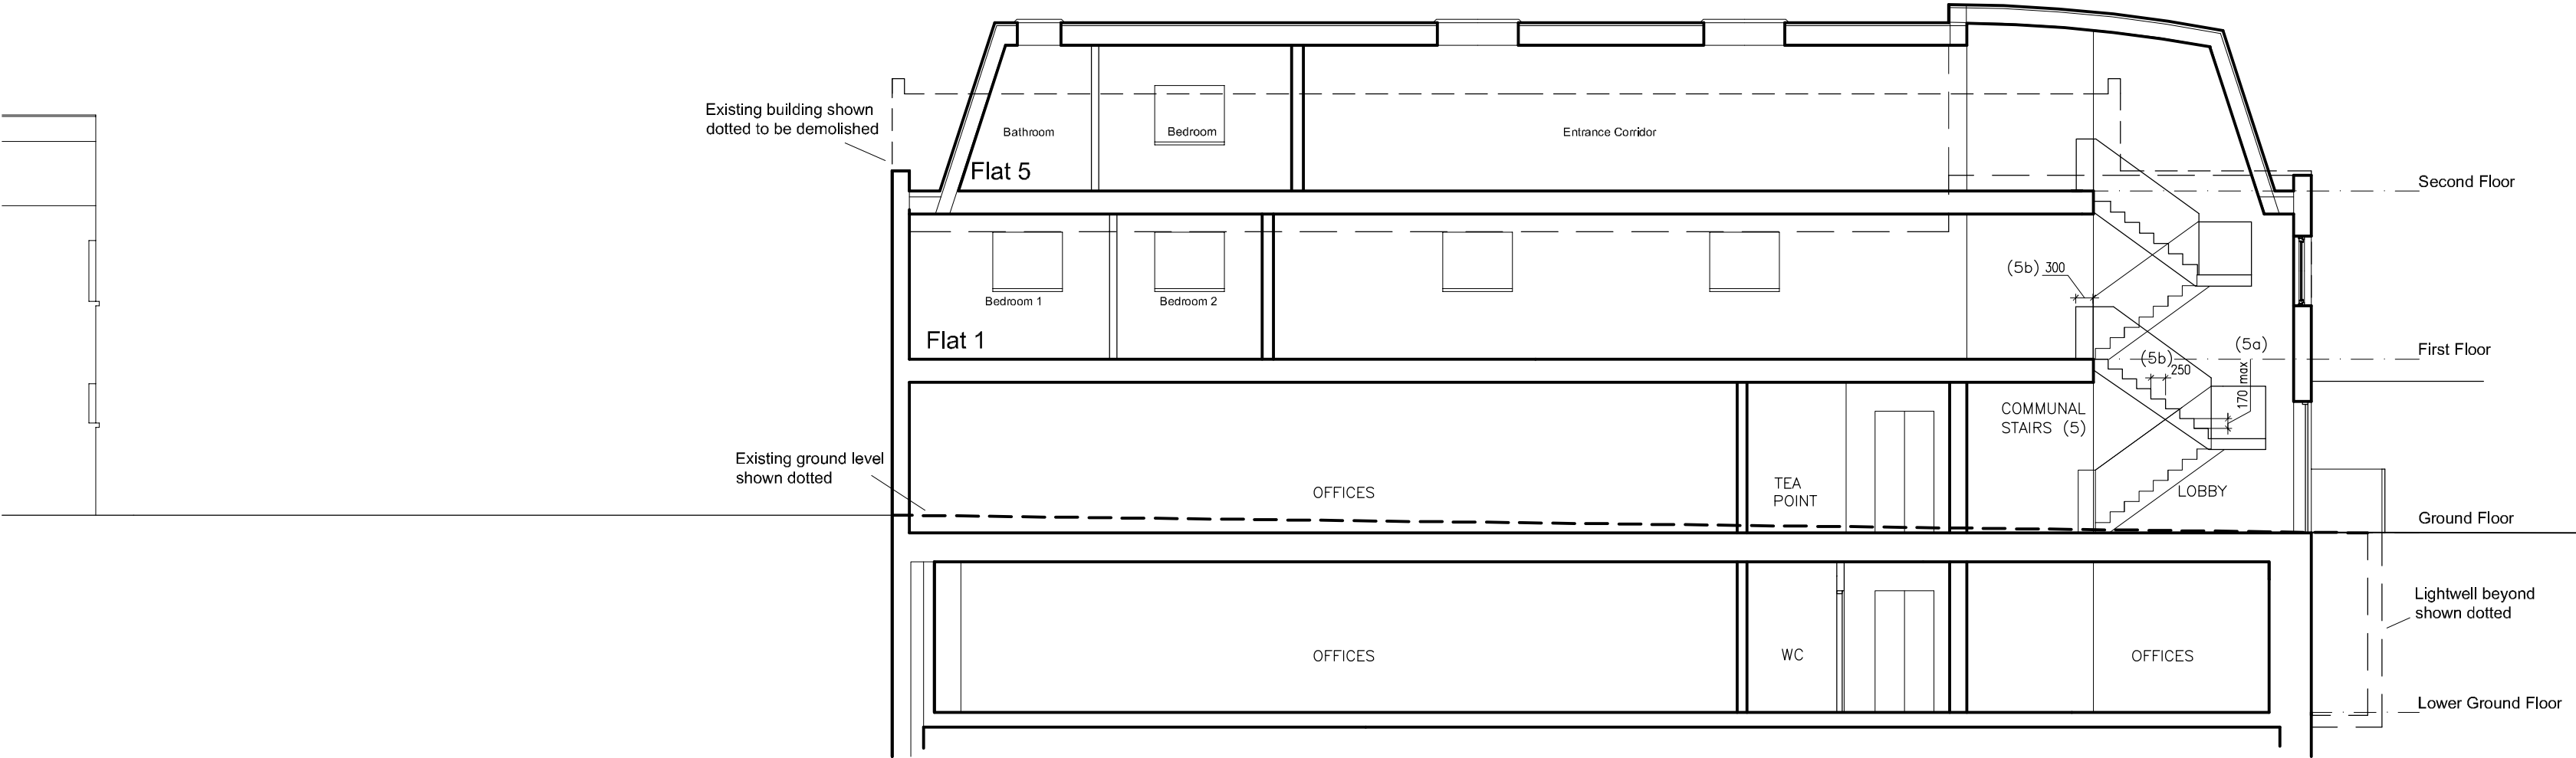 Existing building shown
dotted to be demolished
Bathroom
Bedroom
Entrance Corridor
Flat 5
Second Floor
(5b) 300
Bedroom 1
Bedroom 2
Flat 1
First Floor
(5a)
(5b)
250
170 max
COMMUNAL
STAIRS (5)
Existing ground level
shown dotted
OFFICES
TEA
POINT
LOBBY
Ground Floor
Lightwell beyond
shown dotted
OFFICES
WC
OFFICES
Lower Ground Floor